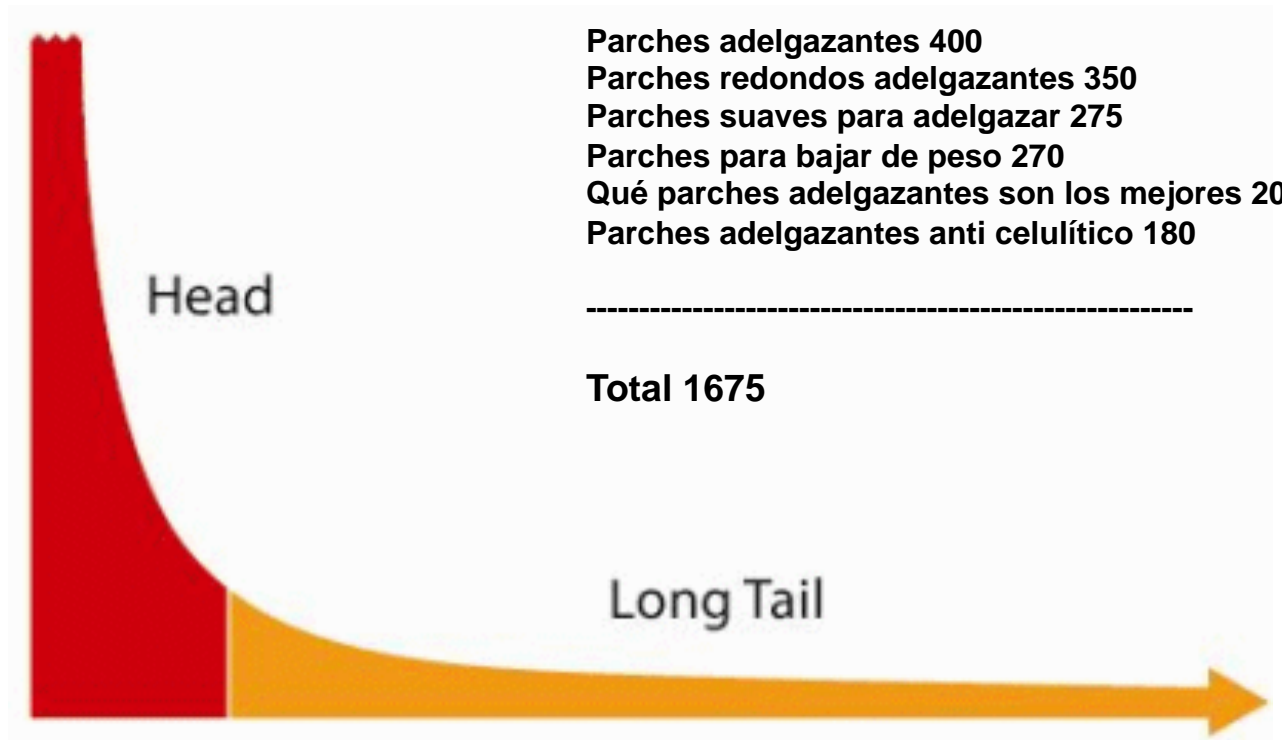 Parches adelgazantes 400
Parches redondos adelgazantes 350
Parches suaves para adelgazar 275
Parches para bajar de peso 270
Qué parches adelgazantes son los mejores 20
Parches adelgazantes anti celulítico 180
Head
---------------------------------------------------------
Total 1675
Long Tail